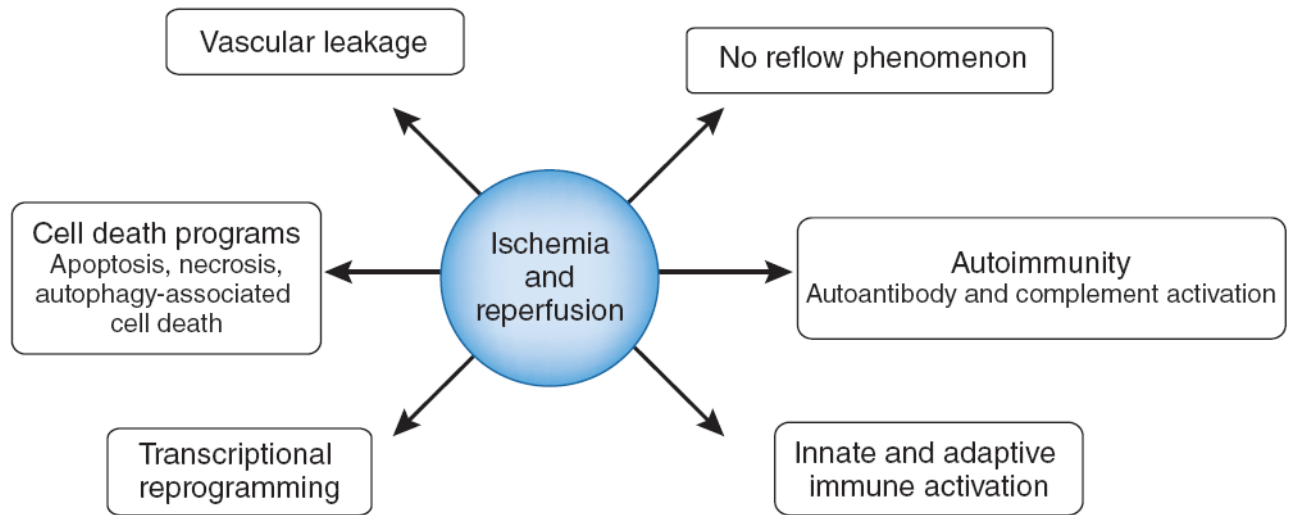 Vascular leakage
No reflow phenomenon
Cell death programs
Apoptosis, necrosis,
autophagy-associated
cell death
Ischemia
and
reperfusion
Autoimmunity
Autoantibody and complement activation
Transcriptional
reprogramming
Innate and adaptive
immune activation